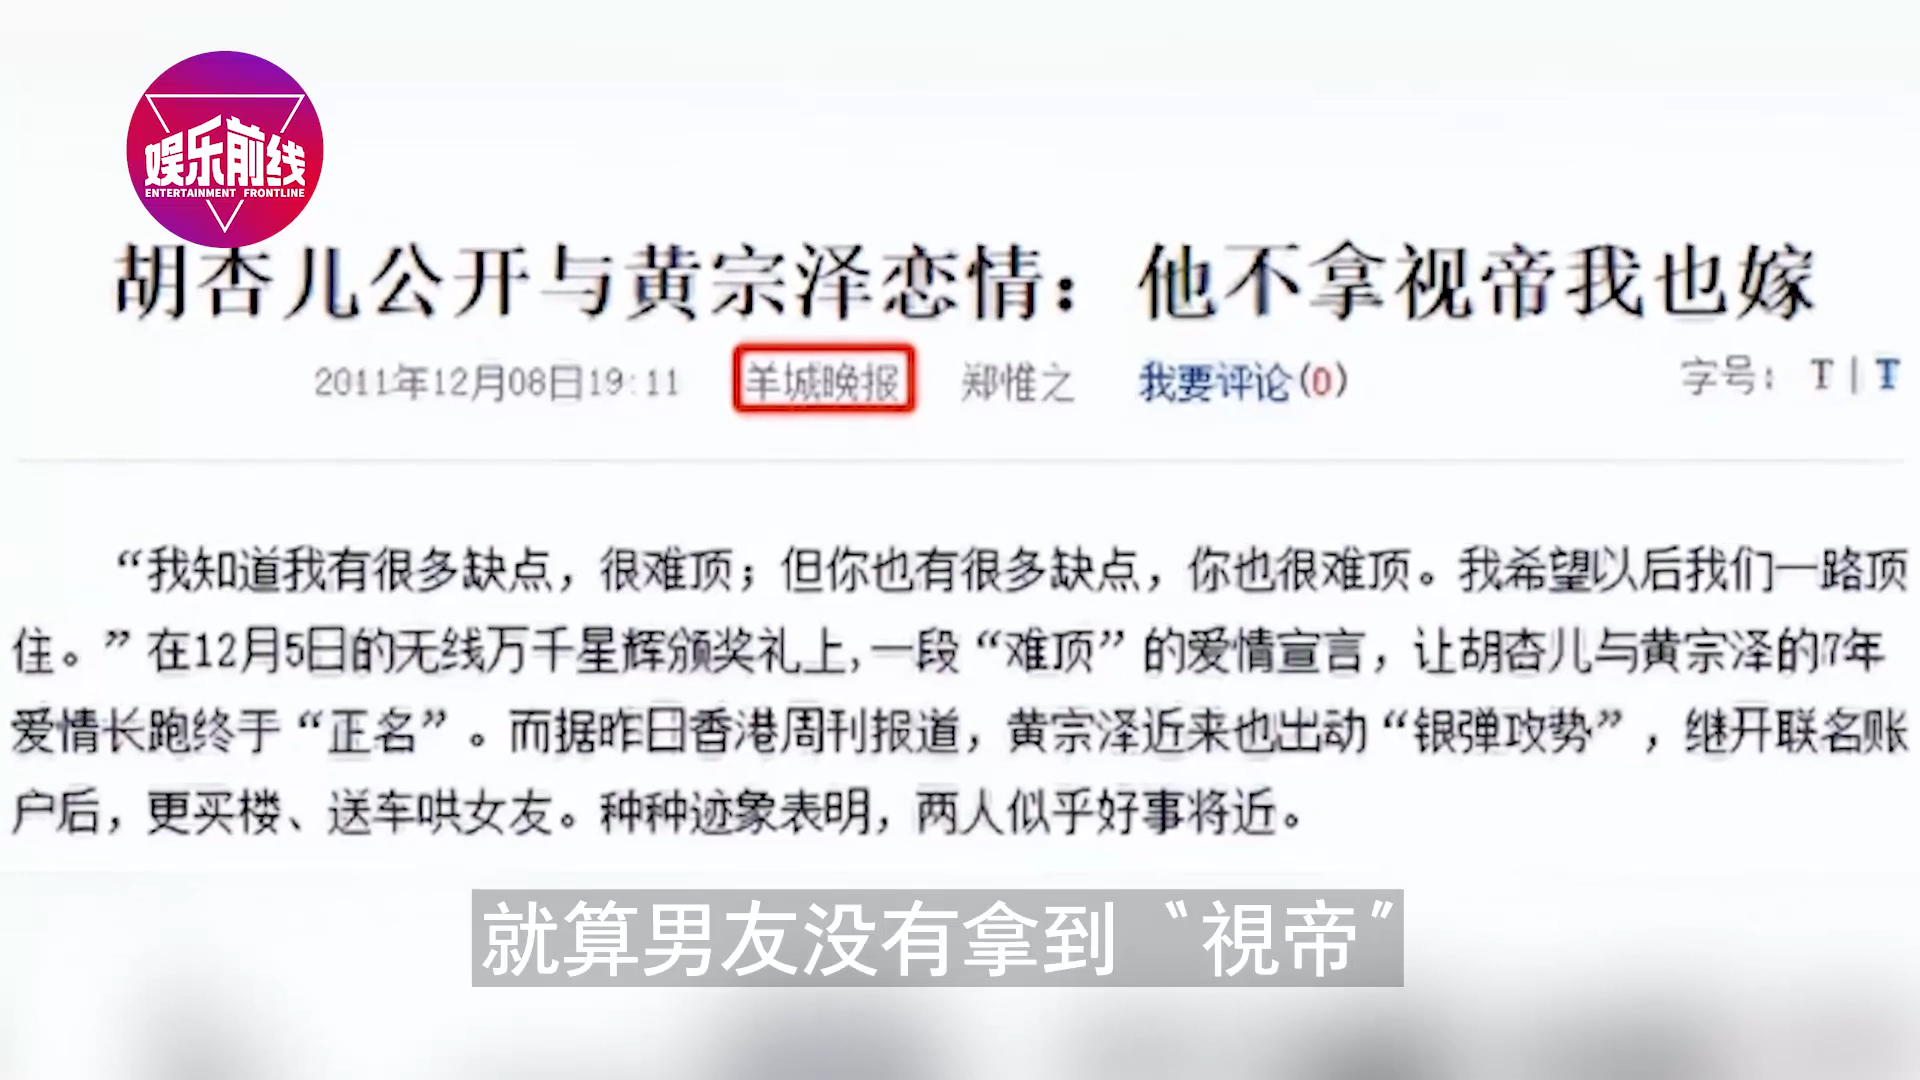 娱乐前线
ENTERTAINMENT FRONTLINE
胡杏儿公开与黄宗泽恋情：他不拿视帝我也嫁
2011年12月08日19:11 羊城晚报 郑惟之 我要评论(0) 字号：T|T
“我知道我有很多缺点，很难顶；但你也有很多缺点，你也很难顶。我希望以后我们一路顶
住。”在12月5日的无线万千星辉颁奖礼上,一段“难顶”的爱情宣言，让胡杏儿与黄宗泽的7年
爱情长跑终于“正名”。而据昨日香港周刊报道，黄宗泽近来也出动“银弹攻势”，继开联名账
户后，更买楼、送车哄女友。种种迹象表明，两人似乎好事将近。
就算男友没有拿到〝視帝〞